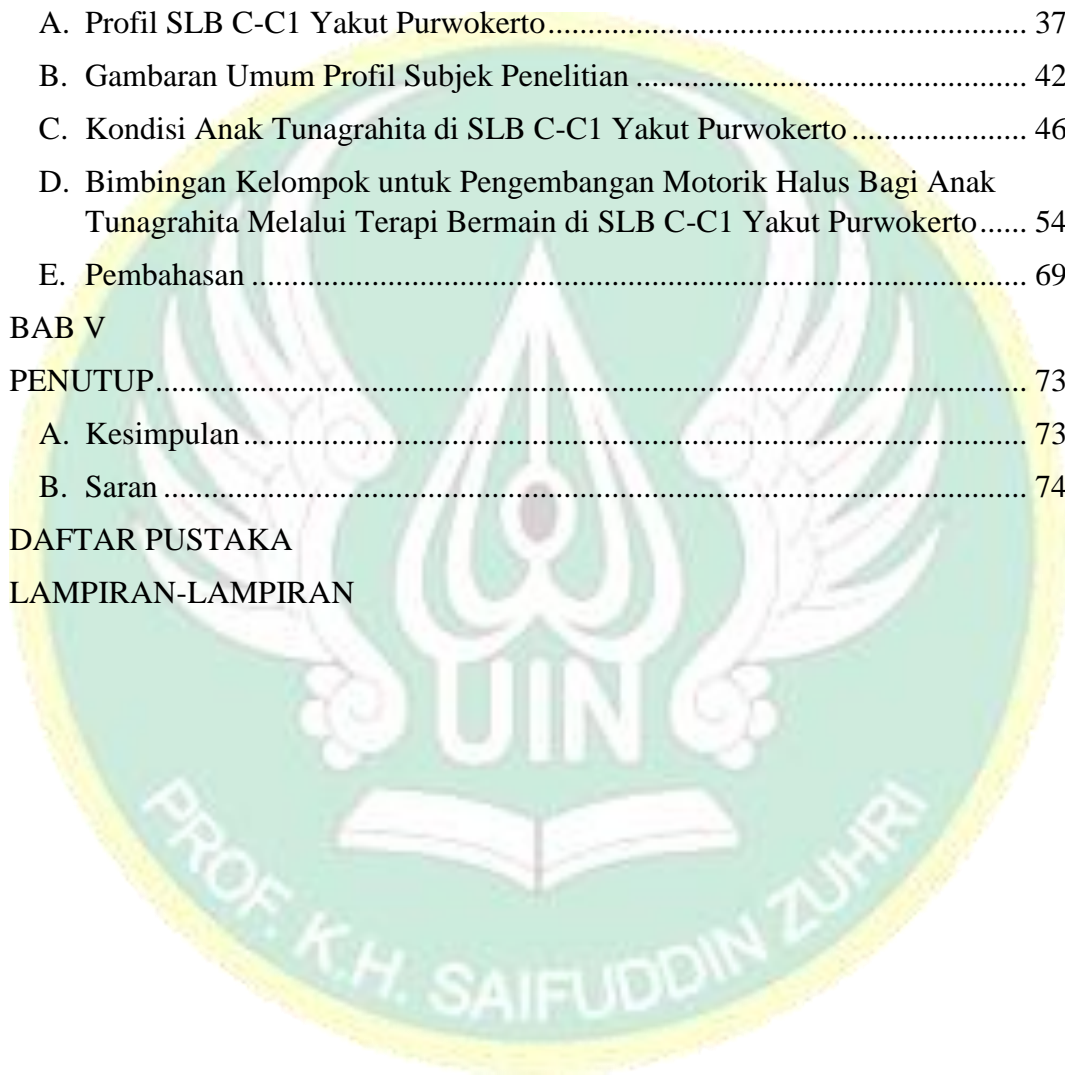 A. Profil SLB C-C1 Yakut Purwokerto........................................................ 37
B. Gambaran Umum Profil Subjek Penelitian ............................................ 42
C. Kondisi Anak Tunagrahita di SLB C-C1 Yakut Purwokerto .................... 46
D. Bimbingan Kelompok untuk Pengembangan Motorik Halus Bagi Anak
Tunagrahita Melalui Terapi Bermain di SLB C-C1 Yakut Purwokerto...... 54
E. Pembahasan ........................................................................................ 69
BAB V
PENUTUP.................................................................................................. 73
A. Kesimpulan ......................................................................................... 73
B. Saran ................................................................................................... 74
DAFTAR PUSTAKA
LAMPIRAN-LAMPIRAN
UIN
PROF. K.H. SAIFUDDIN ZUHRI